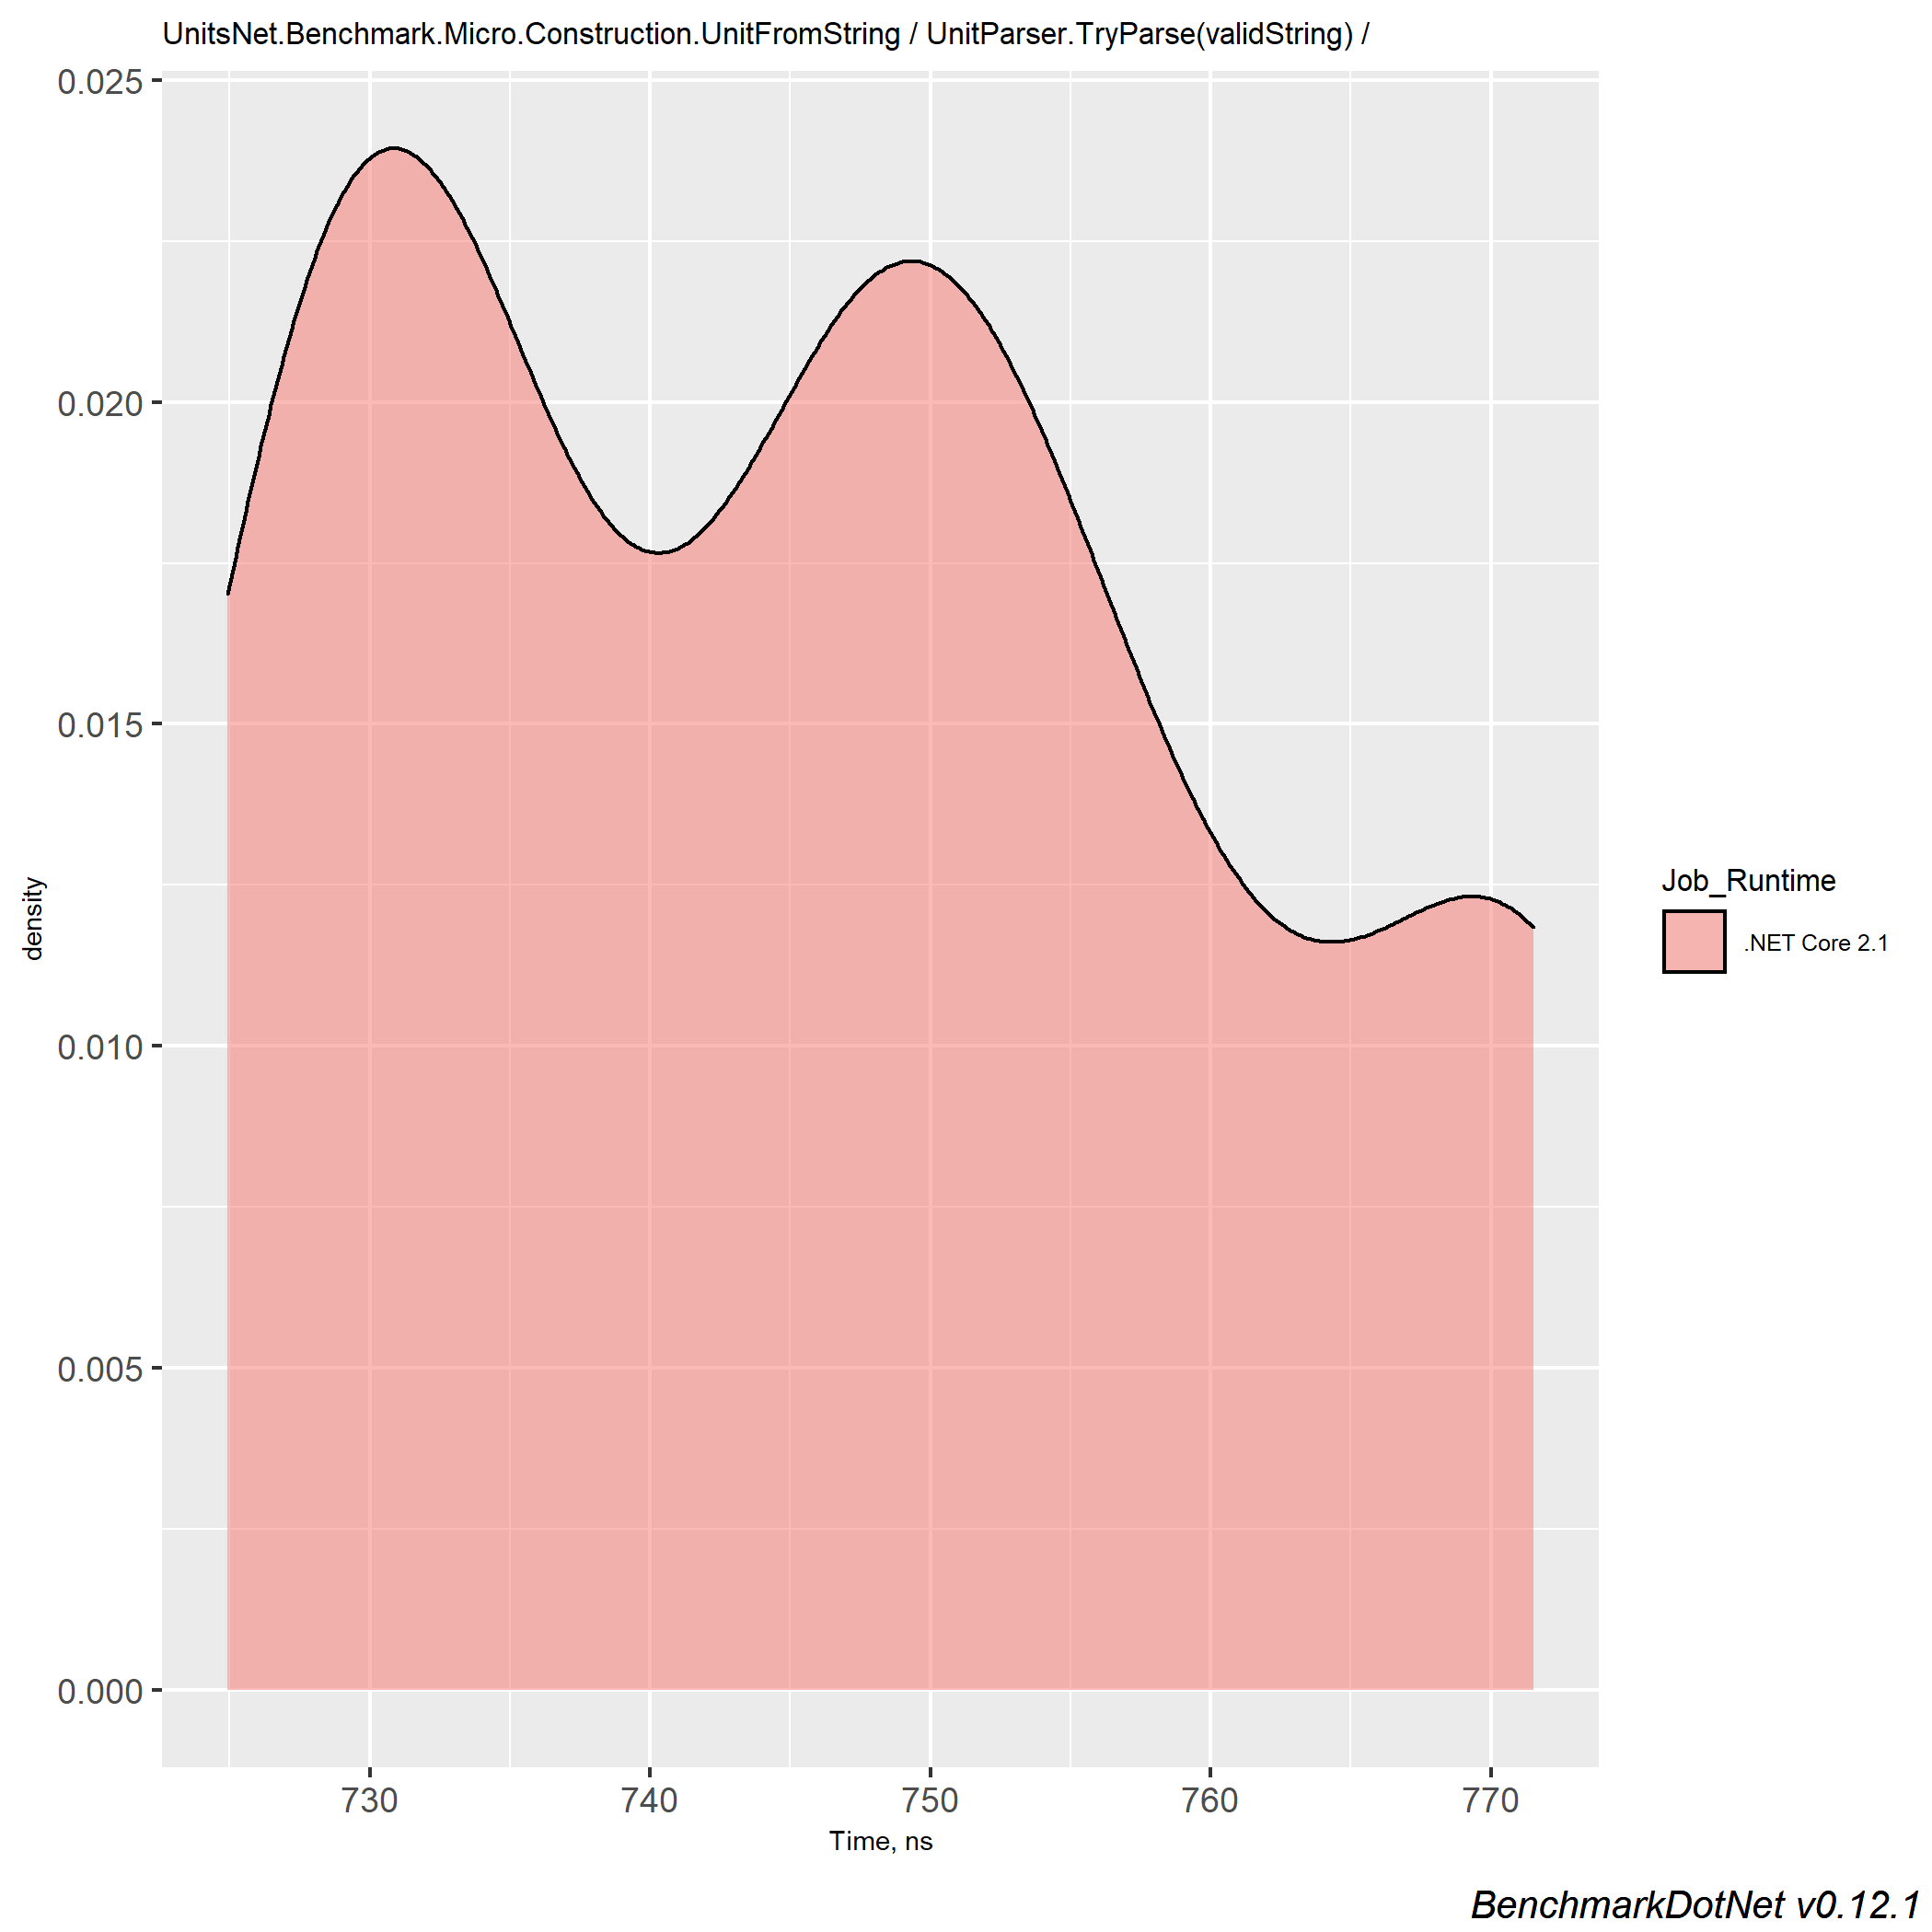 UnitsNet.Benchmark.Micro.Construction.UnitFromString / UnitParser.TryParse(validString) /
0.025
0.020
0.015
0.010
0.005
0.000
density
730 740 750 760 770
Time, ns
Job_Runtime
.NET Core 2.1
BenchmarkDotNet v0.12.1